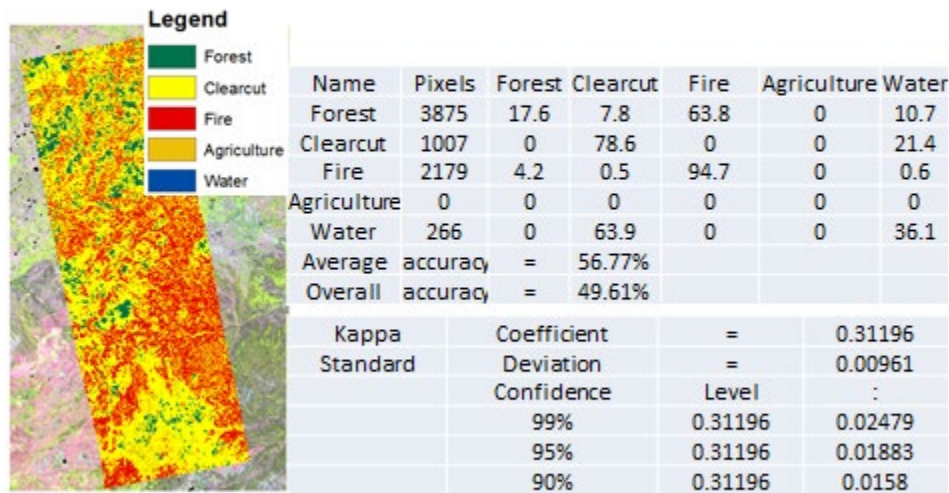 Legend
Forest
Clearcut
Fire
Agriculture
Water
Name Pixels Forest Clearcut Fire Agriculture Water
Forest 3875 17.6 7.8 63.8 0 10.7
Clearcut 1007 0 78.6 0 0 21.4
Fire 2179 4.2 0.5 94.7 0 0.6
Agriculture 0 0 0 0 0 0
Water 266 0 63.9 0 0 36.1
Average accuracy = 56.77%
Overall accuracy = 49.61%
Kappa Coefficient = 0.31196
Standard Deviation = 0.00961
Confidence Level :
99% 0.31196 0.02479
95% 0.31196 0.01883
90% 0.31196 0.0158